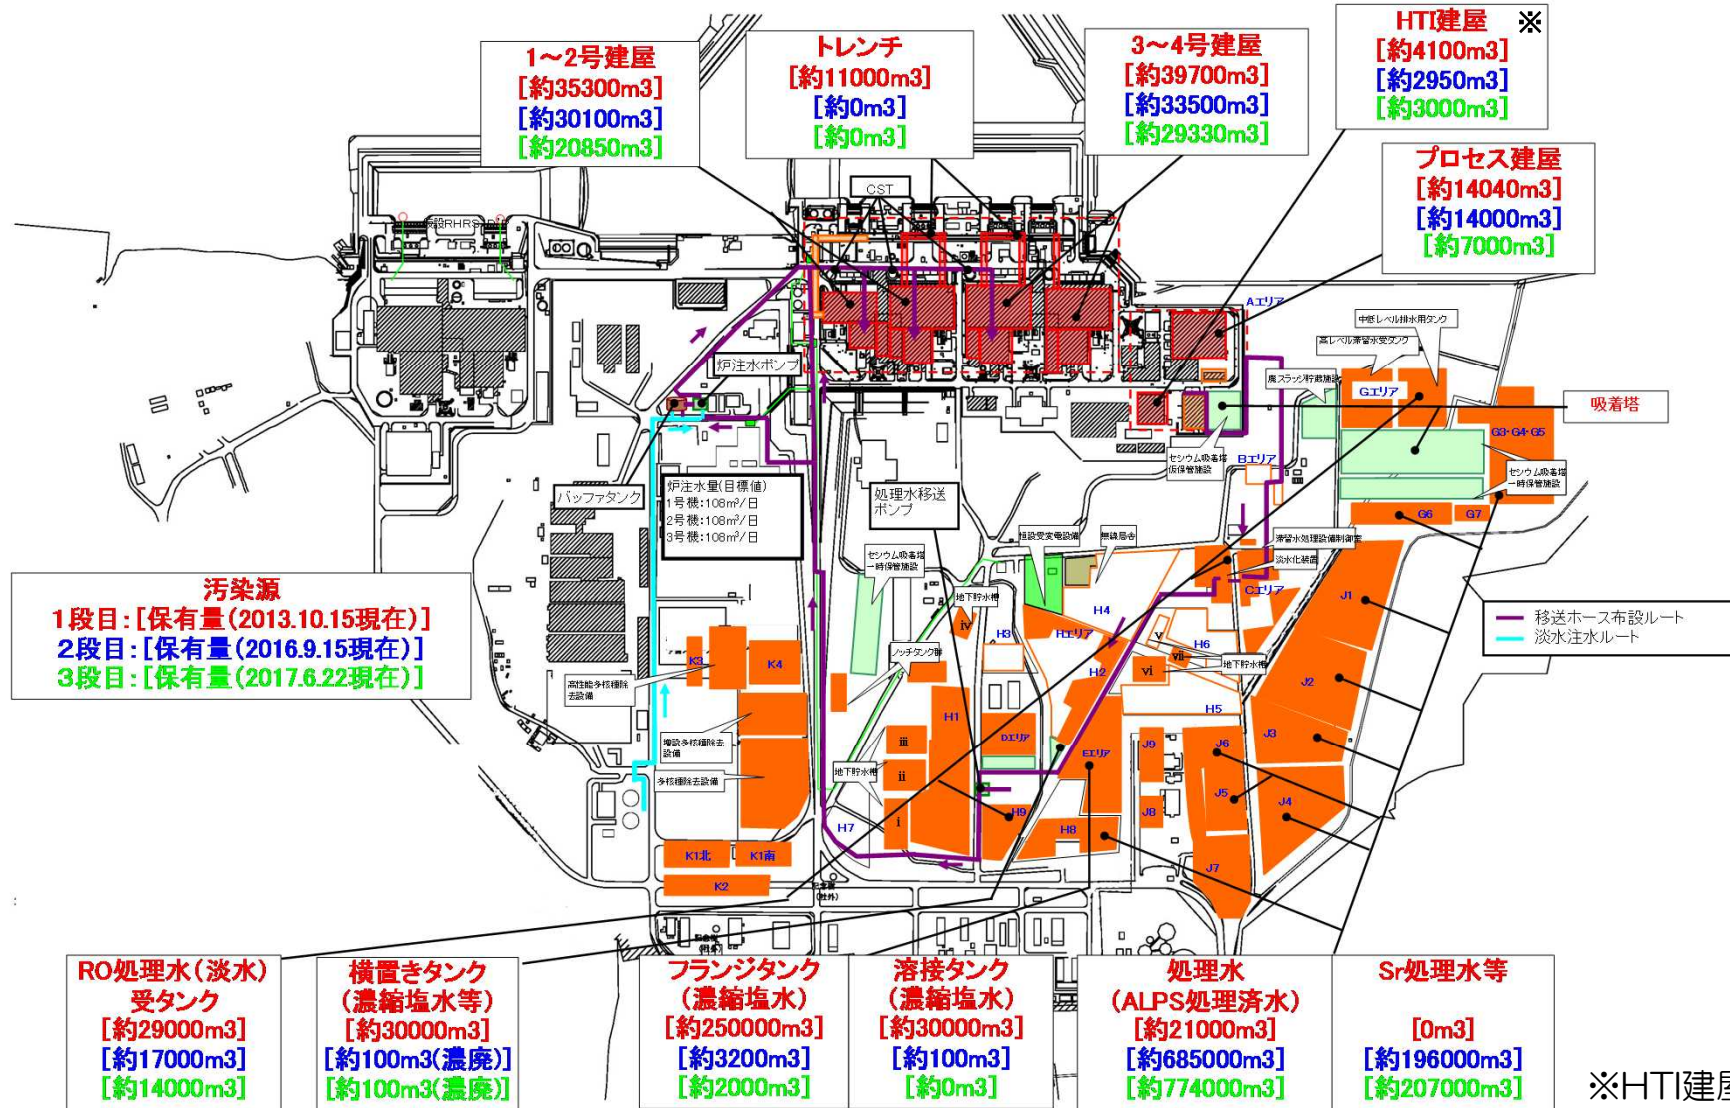 1～2号建屋
[約35300m3]
[約30100m3]
[約20850m3]
トレンチ
[約11000m3]
[約0m3]
[約0m3]
3～4号建屋
[約39700m3]
[約33500m3]
[約29330m3]
HTI建屋 ※
[約4100m3]
[約2950m3]
[約3000m3]
プロセス建屋
[約14040m3]
[約14000m3]
[約7000m3]
CST
Aエリア
中低レベル排水用タンク
高レベル滞留水受タンク
廃スラッジ貯蔵施設
Gエリア
吸着塔
G3・G4・G5
炉注水ポンプ
セシウム吸着塔
仮保管施設
Bエリア
セシウム吸着塔
一時保管施設
G6
G7
バッファタンク
炉注水量(目標値)
1号機:108m³/日
2号機:108m³/日
3号機:108m³/日
処理水移送
ポンプ
恒設受変電設備
無線局舎
滞留水処理設備制御室
淡水化装置
Cエリア
セシウム吸着塔
一時保管施設
地下貯水槽
iv
H3
H4
Hエリア
v
H6
vii
vi
地下貯水槽
H2
H5
J1
J2
J3
J4
移送ホース布設ルート
淡水注水ルート
汚染源
1段目:[保有量(2013.10.15現在)]
2段目:[保有量(2016.9.15現在)]
3段目:[保有量(2017.6.22現在)]
K3
K4
ノッチタンク群
高性能多核種除
去設備
増設多核種除去
設備
多核種除去設備
H1
iii
ii
i
地下貯水槽
Dエリア
Eエリア
J9
J6
J5
J8
J7
H7
H9
H8
K1北
K1南
K2
RO処理水(淡水)
受タンク
[約29000m3]
[約17000m3]
[約14000m3]
横置きタンク
(濃縮塩水等)
[約30000m3]
[約100m3(濃廃)]
[約100m3(濃廃)]
フランジタンク
(濃縮塩水)
[約250000m3]
[約3200m3]
[約2000m3]
溶接タンク
(濃縮塩水)
[約30000m3]
[約100m3]
[約0m3]
処理水
(ALPS処理済水)
[約21000m3]
[約685000m3]
[約774000m3]
Sr処理水等
[0m3]
[約196000m3]
[約207000m3]
※HTI建屋